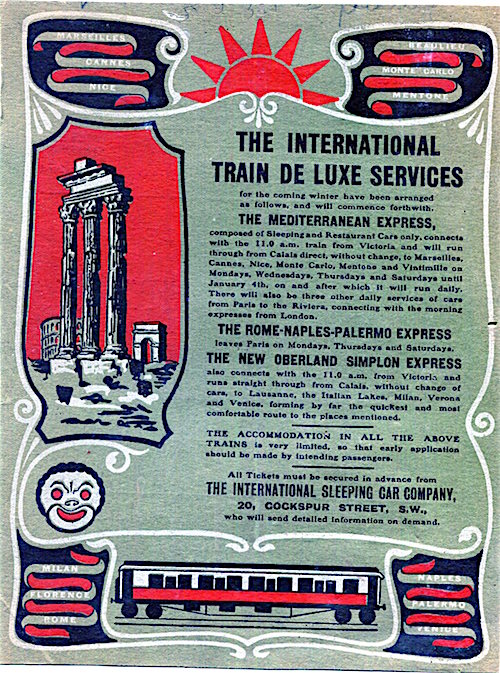 MARSEILLES
CANNES
NICE
BEAULIEU
MONTE CARLO
MENTONE
THE INTERNATIONAL
TRAIN DE LUXE SERVICES
for the coming winter have been arranged
as follows, and will commence forthwith.
THE MEDITERRANEAN EXPRESS,
composed of Sleeping and Restaurant Cars only, connects
with the 11.0 a.m. train from Victoria and will run
through from Calais direct, without change, to Marseilles,
Cannes, Nice, Monte Carlo, Mentone and Vintimille on
Mondays, Wednesdays, Thursdays and Saturdays until
January 4th, on and after which it will run daily.
There will also be three other daily services of cars
from Paris to the Riviera, connecting with the morning
expresses from London.
THE ROME-NAPLES-PALERMO EXPRESS
leaves Paris on Mondays, Thursdays and Saturdays.
THE NEW OBERLAND SIMPLON EXPRESS
also connects with the 11.0 a.m. from Victoria and
runs straight through from Calais, without change of
cars, to Lausanne, the Italian Lakes, Milan, Verona
and Venice, forming by far the quickest and most
comfortable route to the places mentioned.
THE ACCOMMODATION IN ALL THE ABOVE
TRAINS is very limited, so that early application
should be made by intending passengers.
All Tickets must be secured in advance from
THE INTERNATIONAL SLEEPING CAR COMPANY,
20, COCKSPUR STREET, S.W.,
who will send detailed information on demand.
MILAN
FLORENCE
ROME
NAPLES
PALERMO
VENICE